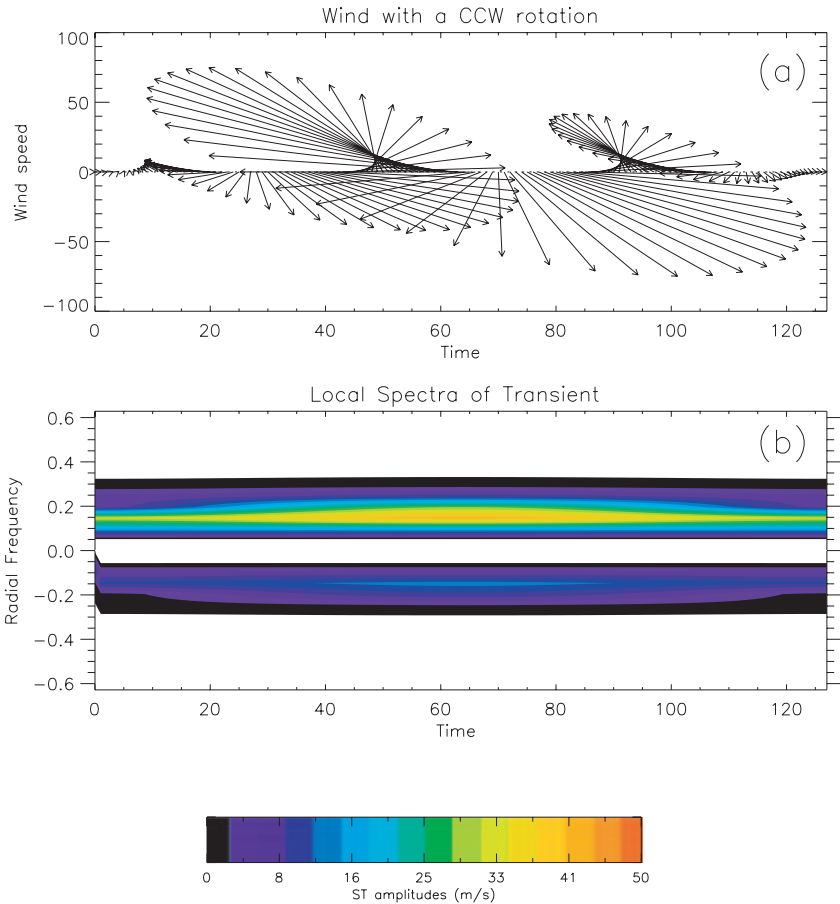 Wind with a CCW rotation
(a)
Wind speed
100
50
0
−50
−100
0 20 40 60 80 100 120
Time
Local Spectra of Transient
(b)
Radial Frequency
0.6
0.4
0.2
0.0
−0.2
−0.4
−0.6
0 20 40 60 80 100 120
Time
0 8 16 25 33 41 50
ST amplitudes (m/s)